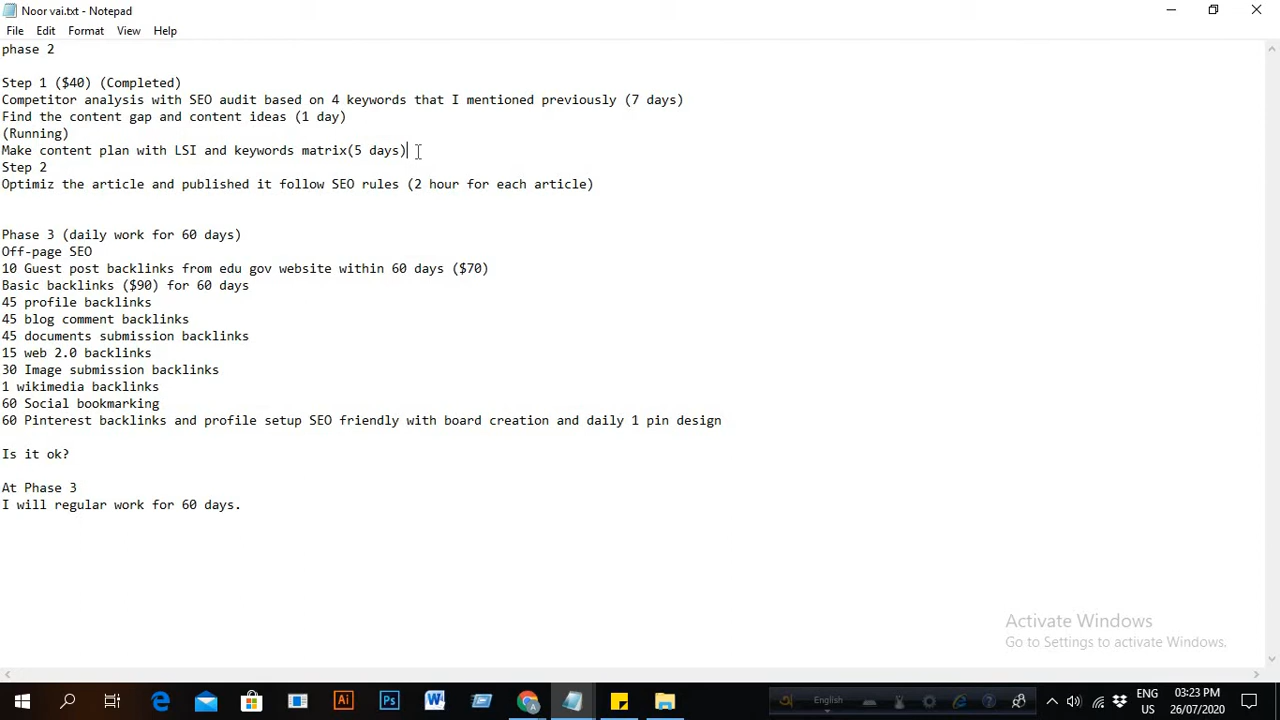 Noor vai.txt - Notepad
File Edit Format View Help
phase 2
Step 1 ($40) (Completed)
Competitor analysis with SEO audit based on 4 keywords that I mentioned previously (7 days)
Find the content gap and content ideas (1 day)
(Running)
Make content plan with LSI and keywords matrix(5 days)
Step 2
Optimiz the article and published it follow SEO rules (2 hour for each article)
Phase 3 (daily work for 60 days)
Off-page SEO
10 Guest post backlinks from edu gov website within 60 days ($70)
Basic backlinks ($90) for 60 days
45 profile backlinks
45 blog comment backlinks
45 documents submission backlinks
15 web 2.0 backlinks
30 Image submission backlinks
1 wikimedia backlinks
60 Social bookmarking
60 Pinterest backlinks and profile setup SEO friendly with board creation and daily 1 pin design
Is it ok?
At Phase 3
I will regular work for 60 days.
Activate Windows
Go to Settings to activate Windows.
Ai Ps W English ENG 03:23 PM
US 26/07/2020